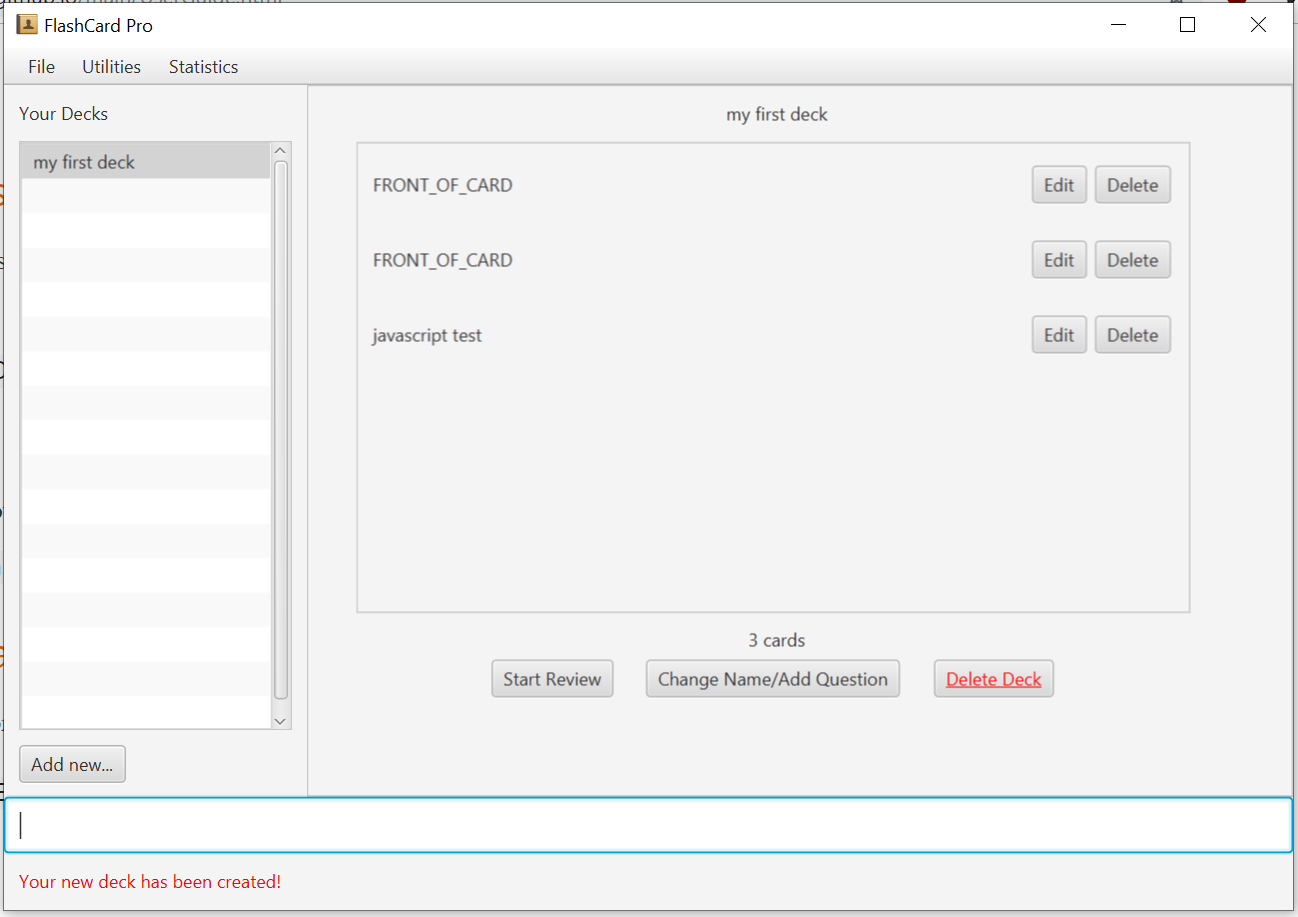 FlashCard Pro
File Utilities Statistics
Your Decks
my first deck
my first deck
FRONT_OF_CARD Edit Delete
FRONT_OF_CARD Edit Delete
javascript test Edit Delete
3 cards
Start Review Change Name/Add Question Delete Deck
Add new...
Your new deck has been created!